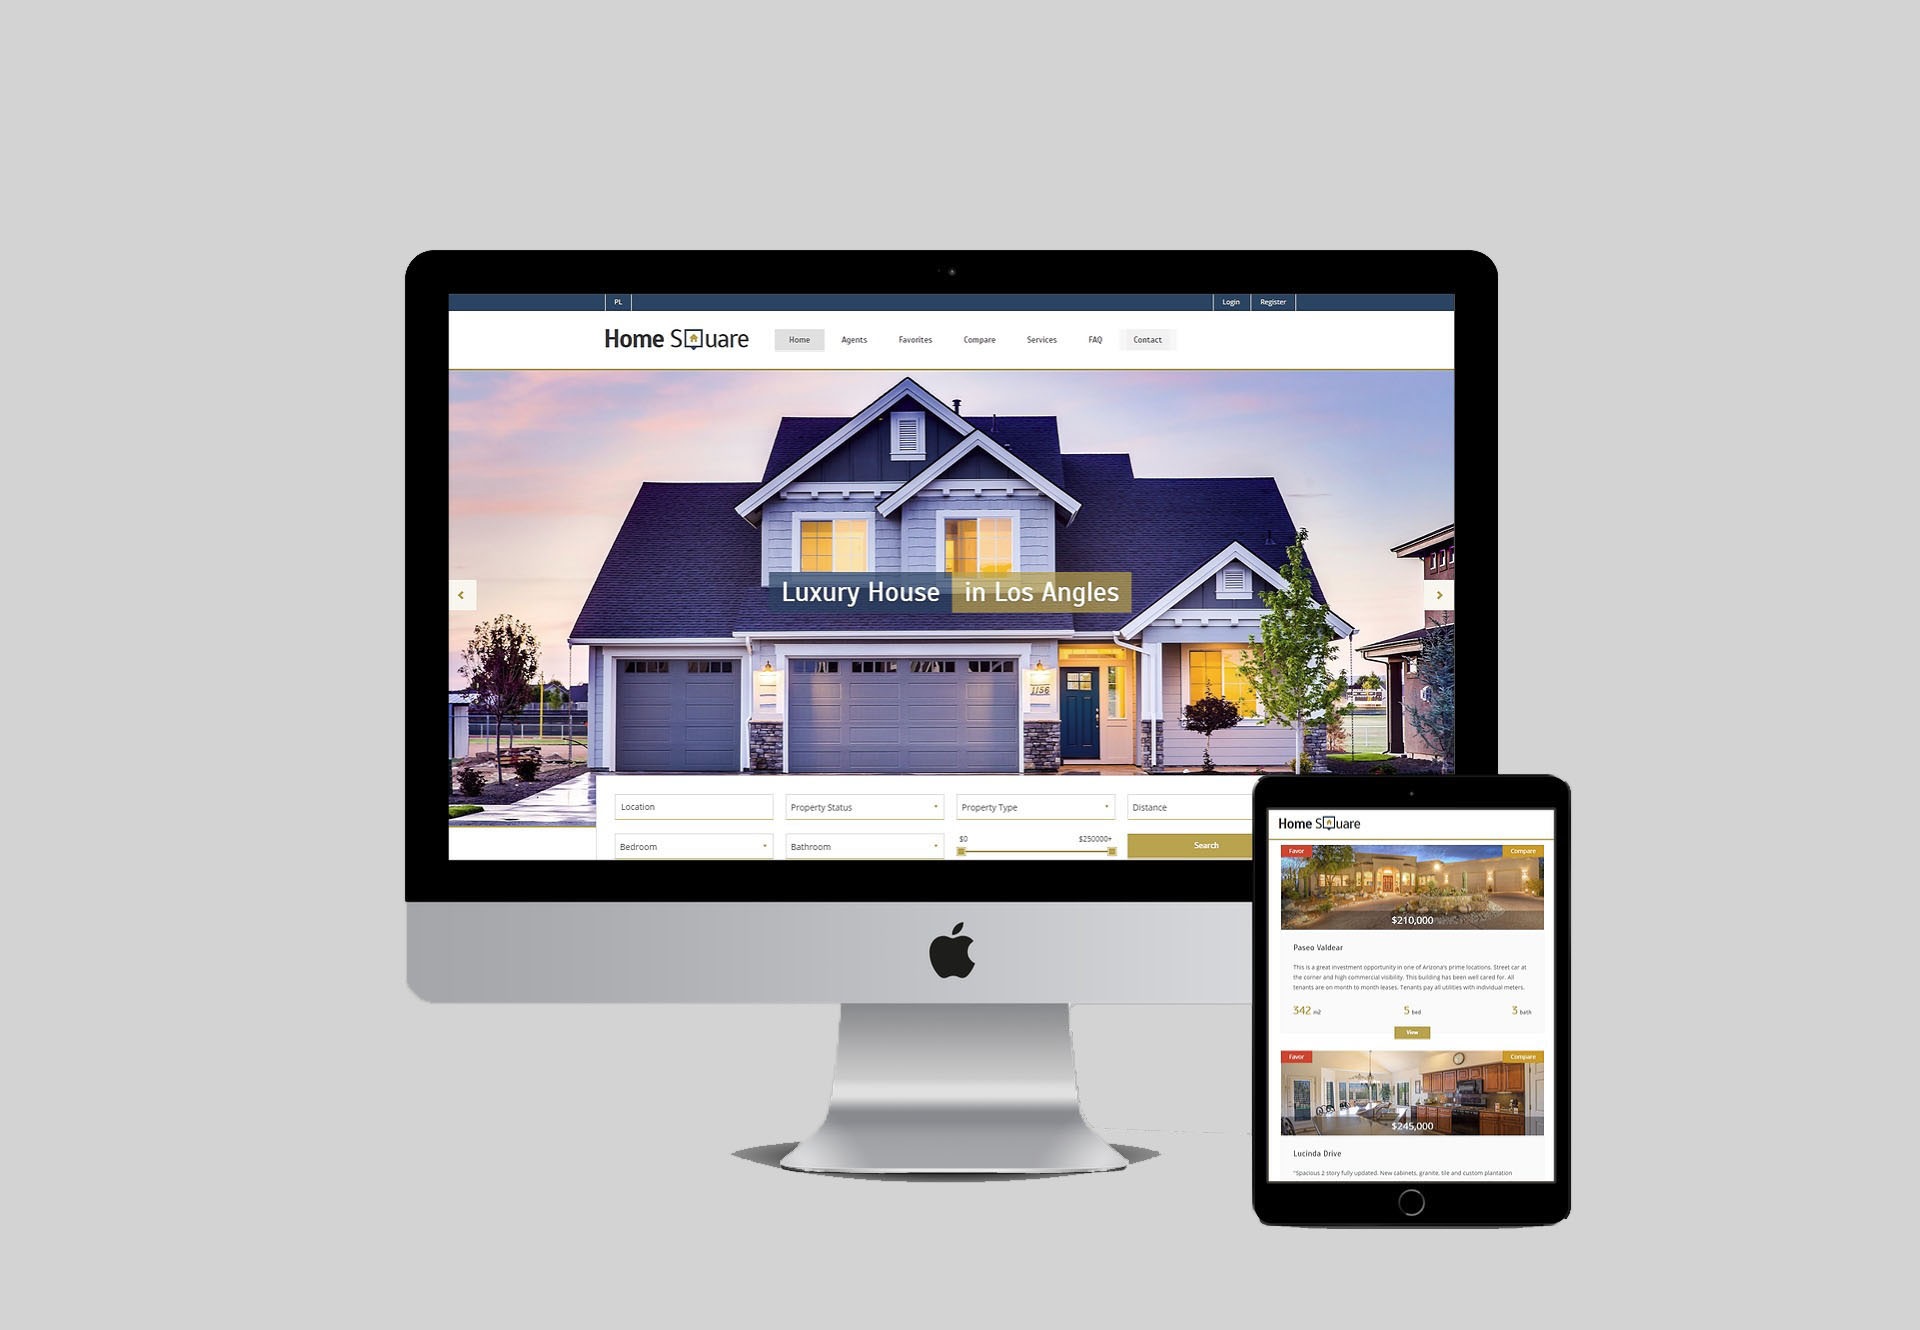 PL Login Register
Home Square Home Agents Favorites Compare Services FAQ Contact
Luxury House in Los Angles
1156
Location Property Status Property Type Distance
Bedroom Bathroom $0 $250000+ Search
Home Square
Favor Compare
$210,000
Paseo Valdear
This is a great investment opportunity in one of Arizona's prime locations. Street car at
the corner and high commercial visibility. This building has been well cared for. All
tenants are on month to month leases. Tenants pay all utilities with individual meters.
342 m2 5 bed 3 bath
View
Favor Compare
$245,000
Lucinda Drive
"Spacious 2 story fully updated. New cabinets, granite, tile and custom plantation